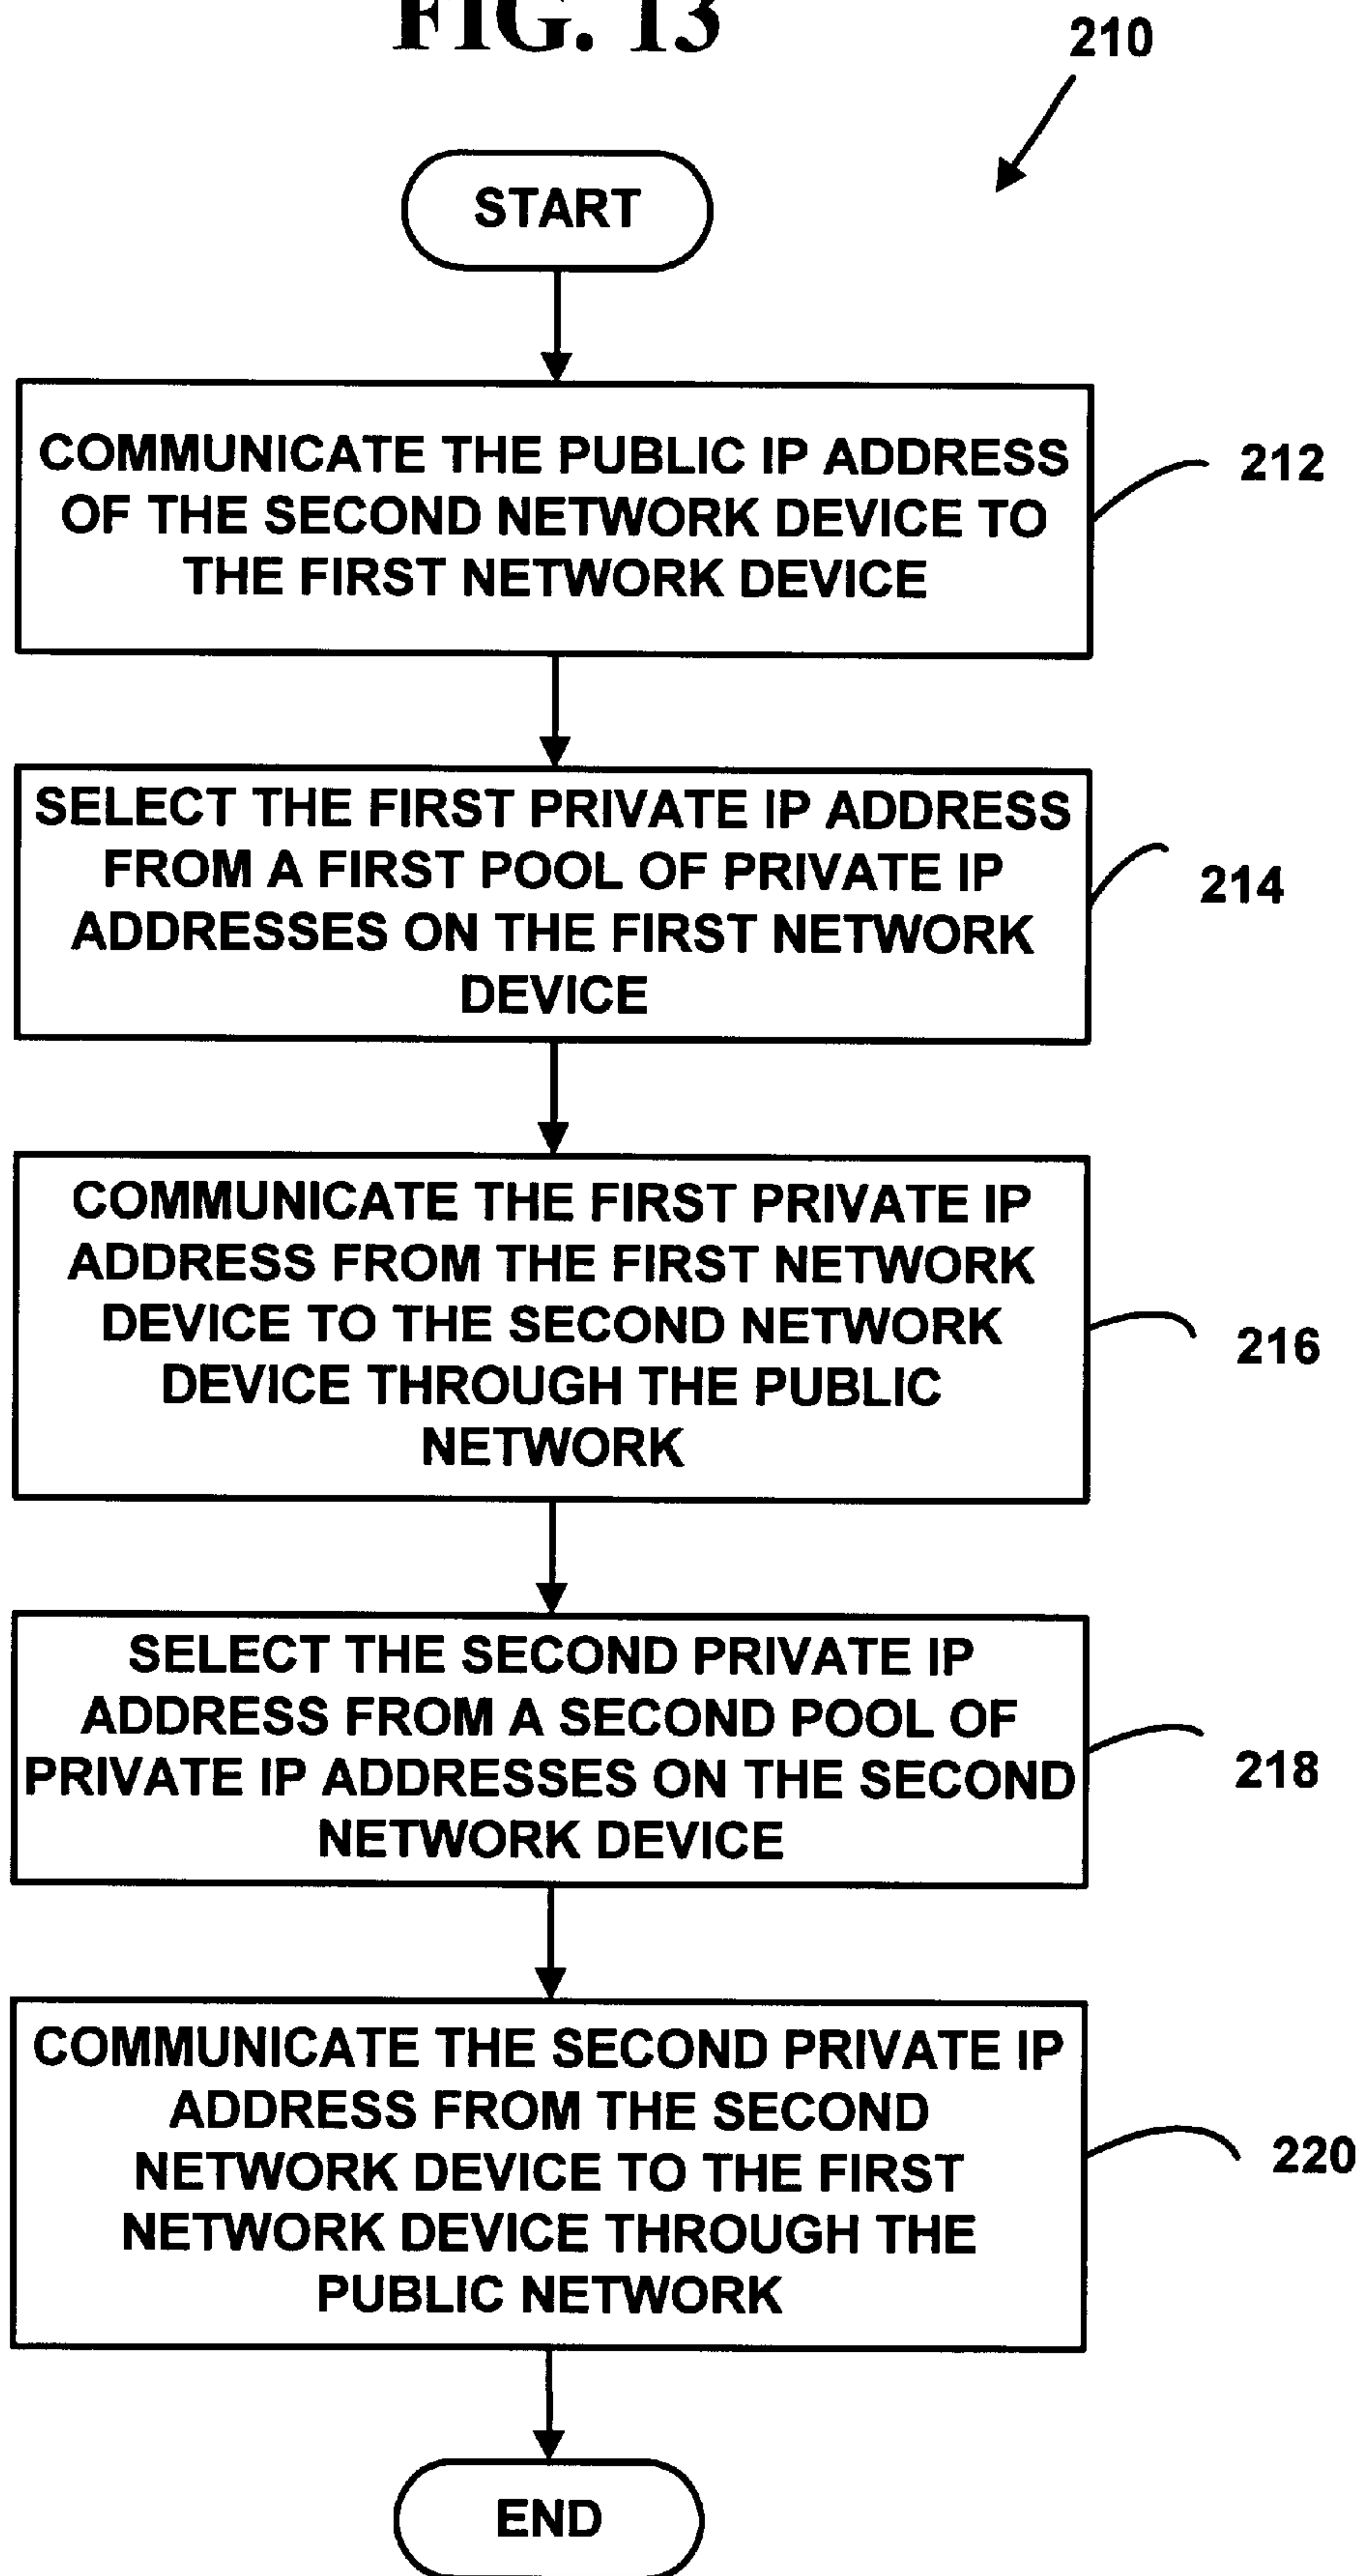 FIG. 13
210
START
COMMUNICATE THE PUBLIC IP ADDRESS
OF THE SECOND NETWORK DEVICE TO
THE FIRST NETWORK DEVICE
212
SELECT THE FIRST PRIVATE IP ADDRESS
FROM A FIRST POOL OF PRIVATE IP
ADDRESSES ON THE FIRST NETWORK
DEVICE
214
COMMUNICATE THE FIRST PRIVATE IP
ADDRESS FROM THE FIRST NETWORK
DEVICE TO THE SECOND NETWORK
DEVICE THROUGH THE PUBLIC
NETWORK
216
SELECT THE SECOND PRIVATE IP
ADDRESS FROM A SECOND POOL OF
PRIVATE IP ADDRESSES ON THE SECOND
NETWORK DEVICE
218
COMMUNICATE THE SECOND PRIVATE IP
ADDRESS FROM THE SECOND
NETWORK DEVICE TO THE FIRST
NETWORK DEVICE THROUGH THE
PUBLIC NETWORK
220
END